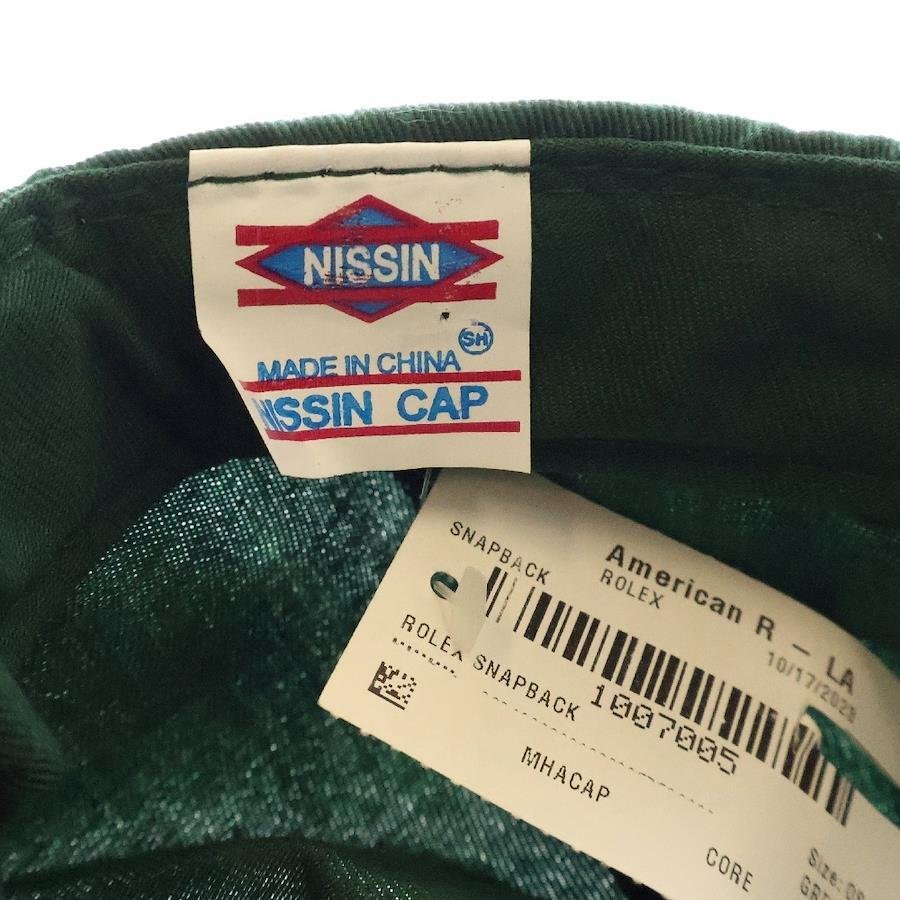 NISSIN
SH
MADE IN CHINA
NISSIN CAP
American R - LA
SNAPBACK
ROLEX
10/17/2023
ROLEX SNAPBACK
1007005
MHACAP
CORE
Size: OS